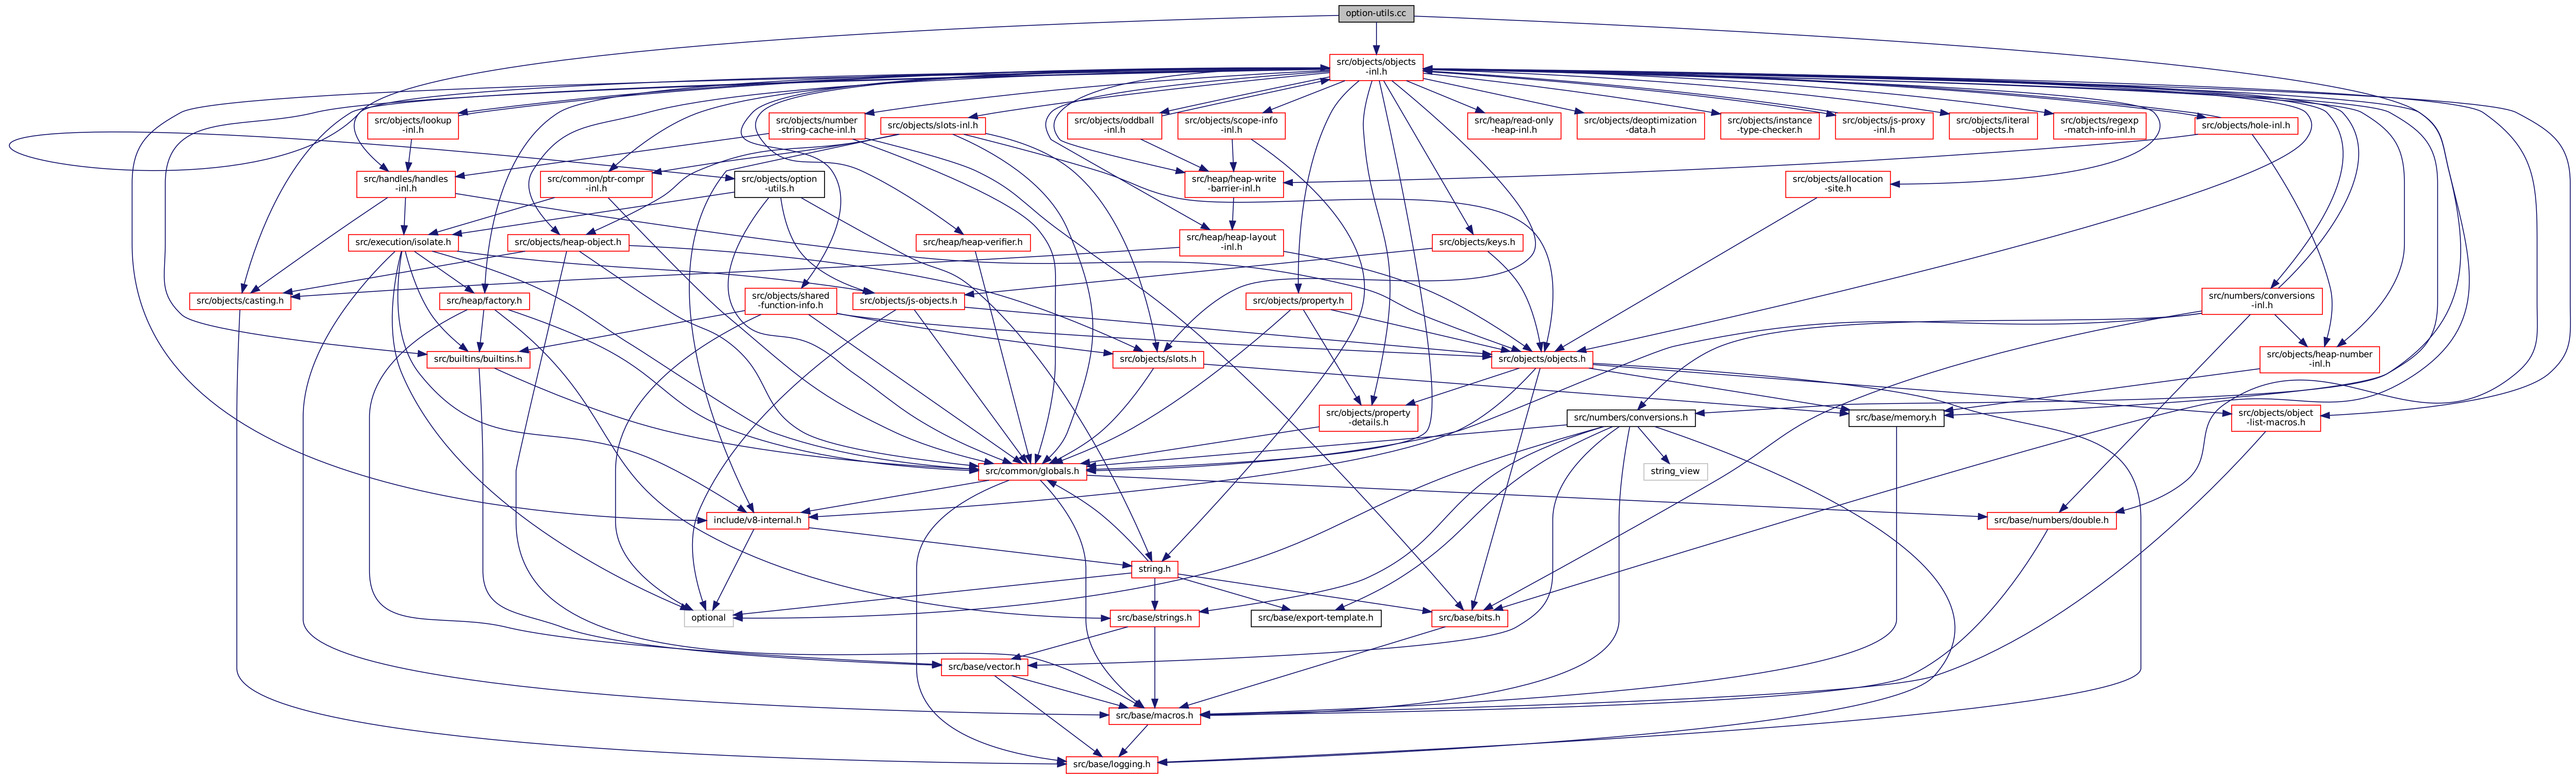 option-utils.cc
src/objects/objects
-inl.h
src/objects/lookup
-inl.h
src/objects/number
-string-cache-inl.h
src/objects/slots-inl.h
src/objects/oddball
-inl.h
src/objects/scope-info
-inl.h
src/heap/read-only
-heap-inl.h
src/objects/deoptimization
-data.h
src/objects/instance
-type-checker.h
src/objects/js-proxy
-inl.h
src/objects/literal
-objects.h
src/objects/regexp
-match-info-inl.h
src/objects/hole-inl.h
src/handles/handles
-inl.h
src/common/ptr-compr
-inl.h
src/objects/option
-utils.h
src/heap/heap-write
-barrier-inl.h
src/objects/allocation
-site.h
src/execution/isolate.h
src/objects/heap-object.h
src/heap/heap-verifier.h
src/heap/heap-layout
-inl.h
src/objects/keys.h
src/objects/casting.h
src/heap/factory.h
src/objects/shared
-function-info.h
src/objects/js-objects.h
src/objects/property.h
src/numbers/conversions
-inl.h
src/builtins/builtins.h
src/objects/slots.h
src/objects/objects.h
src/objects/heap-number
-inl.h
src/objects/property
-details.h
src/numbers/conversions.h
src/base/memory.h
src/objects/object
-list-macros.h
src/common/globals.h
string_view
include/v8-internal.h
src/base/numbers/double.h
string.h
optional
src/base/strings.h
src/base/export-template.h
src/base/bits.h
src/base/vector.h
src/base/macros.h
src/base/logging.h